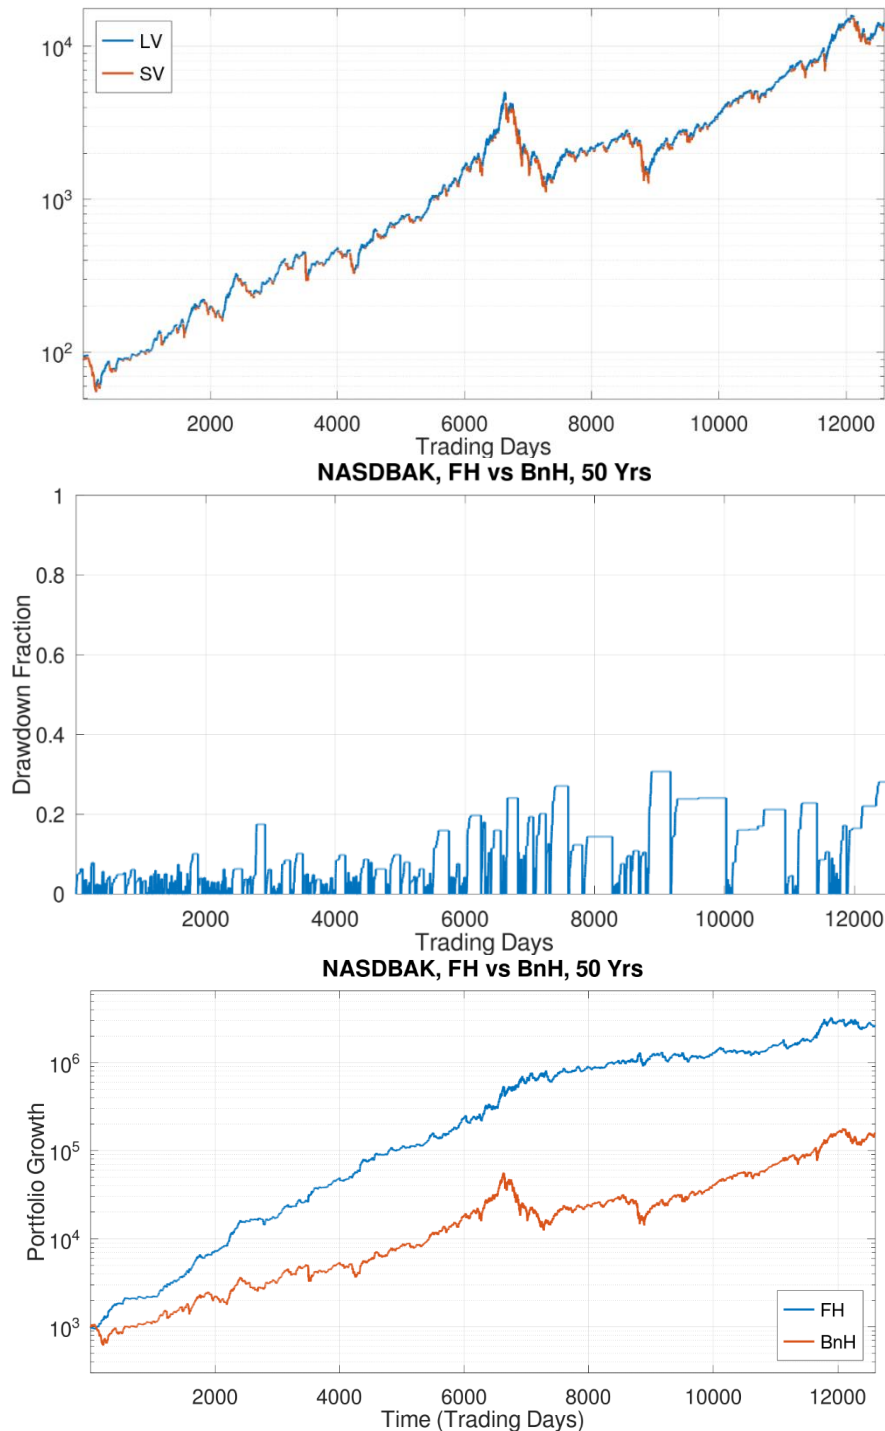 10^4
LV
SV
10^3
10^2
2000 4000 6000 8000 10000 12000
Trading Days
NASDBAK, FH vs BnH, 50 Yrs
1
0.8
0.6
0.4
0.2
0
Drawdown Fraction
2000 4000 6000 8000 10000 12000
Trading Days
NASDBAK, FH vs BnH, 50 Yrs
10^6
10^5
10^4
10^3
Portfolio Growth
FH
BnH
2000 4000 6000 8000 10000 12000
Time (Trading Days)